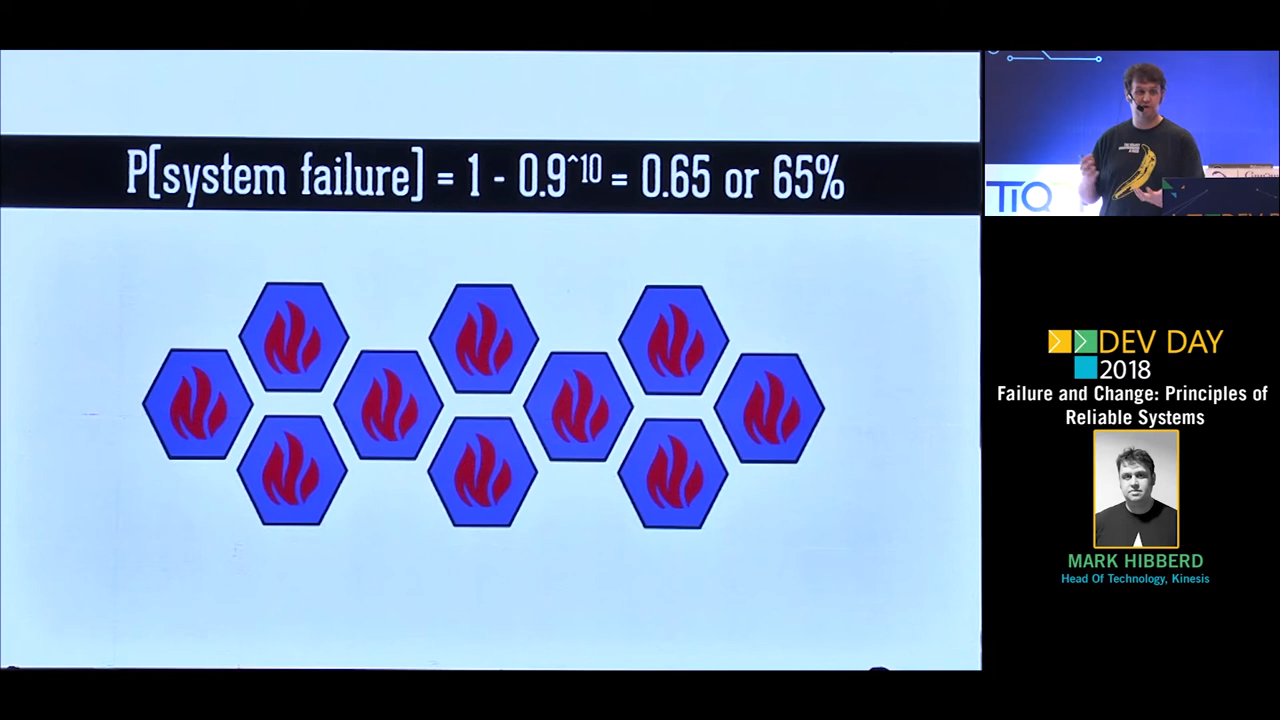 P[system failure] = 1 - 0.9^10 = 0.65 or 65%
TIQ
DEV DAY
2018
Failure and Change: Principles of
Reliable Systems
MARK HIBBERD
Head Of Technology, Kinesis